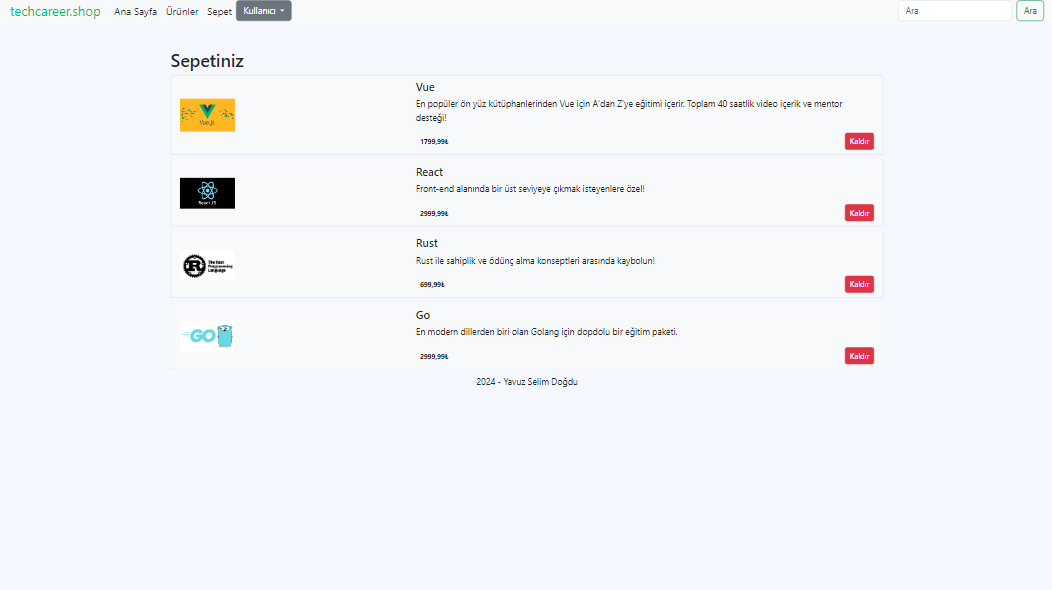 techcareer.shop Ana Sayfa Ürünler Sepet Kullanıcı Ara Ara
Sepetiniz
Vue
En popüler ön yüz kütüphanlerinden Vue için A'dan Z'ye eğitimi içerir. Toplam 40 saatlik video içerik ve mentor
desteği!
Vue.js
1799,99₺ Kaldır
React
Front-end alanında bir üst seviyeye çıkmak isteyenlere özel!
React JS
2999,99₺ Kaldır
Rust
Rust ile sahiplik ve ödünç alma konseptleri arasında kaybolun!
R The Rust
Programming
Language
699,99₺ Kaldır
Go
En modern dillerden biri olan Golang için dopdolu bir eğitim paketi.
GO
2999,99₺ Kaldır
2024 - Yavuz Selim Doğdu